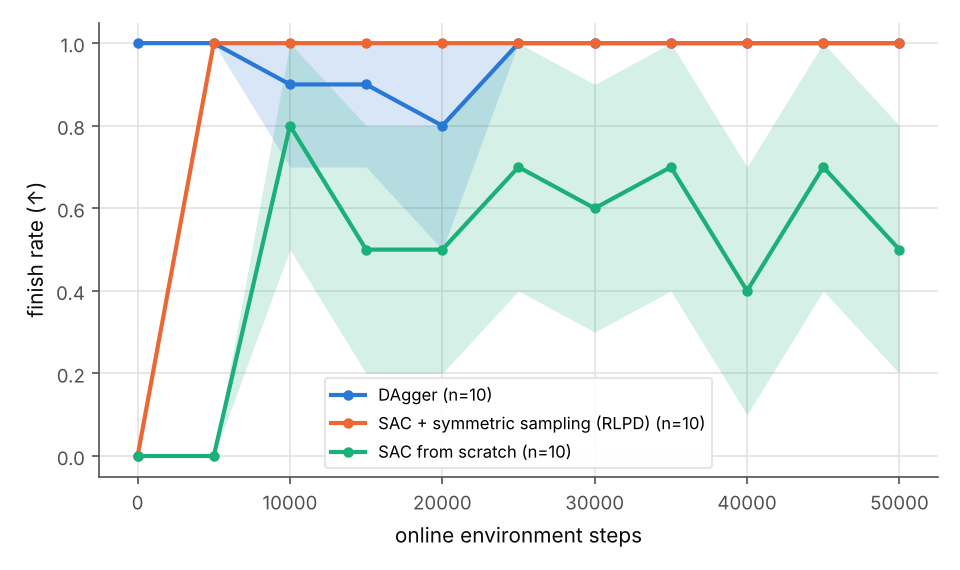 1.0
0.8
0.6
0.4
0.2
0.0
finish rate (↑)
DAgger (n=10)
SAC + symmetric sampling (RLPD) (n=10)
SAC from scratch (n=10)
0 10000 20000 30000 40000 50000
online environment steps